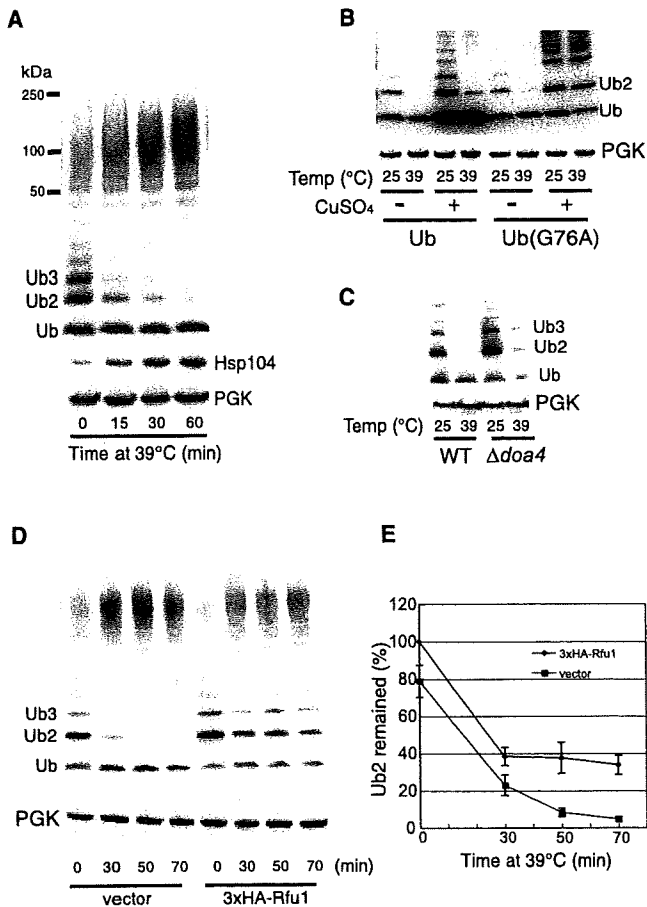 A
kDa
250
100
50
Ub3
Ub2
Ub
Hsp104
PGK
0 15 30 60
Time at 39°C (min)
B
Ub2
Ub
PGK
Temp (°C) 25 39 25 39 25 39 25 39
CuSO₄ - + - +
Ub Ub(G76A)
C
Ub3
Ub2
Ub
PGK
Temp (°C) 25 39 25 39
WT Δdoa4
D
Ub3
Ub2
Ub
PGK
0 30 50 70 0 30 50 70 (min)
vector 3xHA-Rfu1
E
Ub2 remained (%)
120
100
80
60
40
20
0
3xHA-Rfu1
vector
0 30 50 70
Time at 39°C (min)